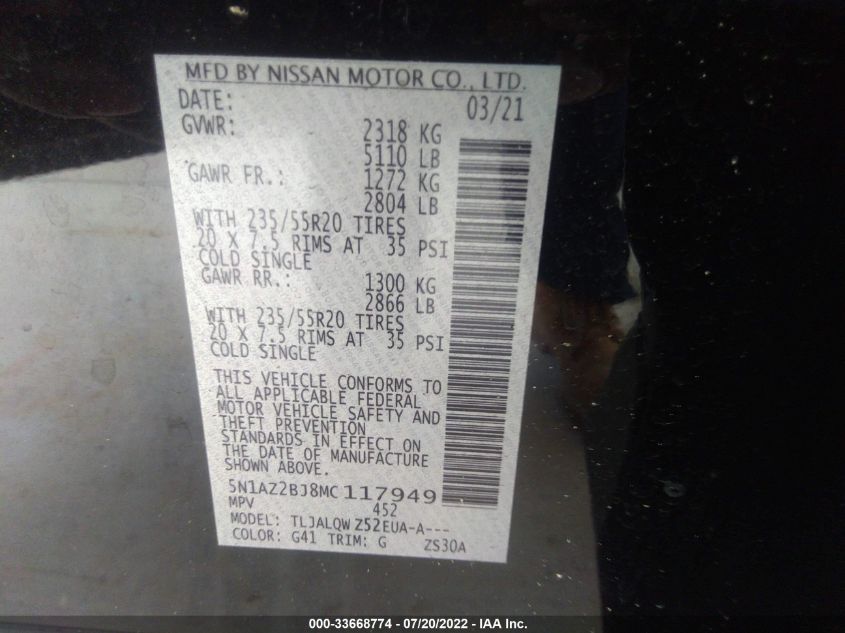 MFD BY NISSAN MOTOR CO., LTD.
DATE: 03/21
GVWR: 2318 KG
5110 LB
GAWR FR.: 1272 KG
2804 LB
WITH 235/55R20 TIRES
20 X 7.5 RIMS AT 35 PSI
COLD SINGLE
GAWR RR.: 1300 KG
2866 LB
WITH 235/55R20 TIRES
20 X 7.5 RIMS AT 35 PSI
COLD SINGLE
THIS VEHICLE CONFORMS TO
ALL APPLICABLE FEDERAL
MOTOR VEHICLE SAFETY AND
THEFT PREVENTION
STANDARDS IN EFFECT ON
THE DATE OF MANUFACTURE
SHOWN ABOVE.
5N1AZ2BJ8MC117949
MPV 452
MODEL: TLJALQW Z52EUA-A---
COLOR: G41 TRIM: G ZS30A
000-33668774 - 07/20/2022 - IAA Inc.